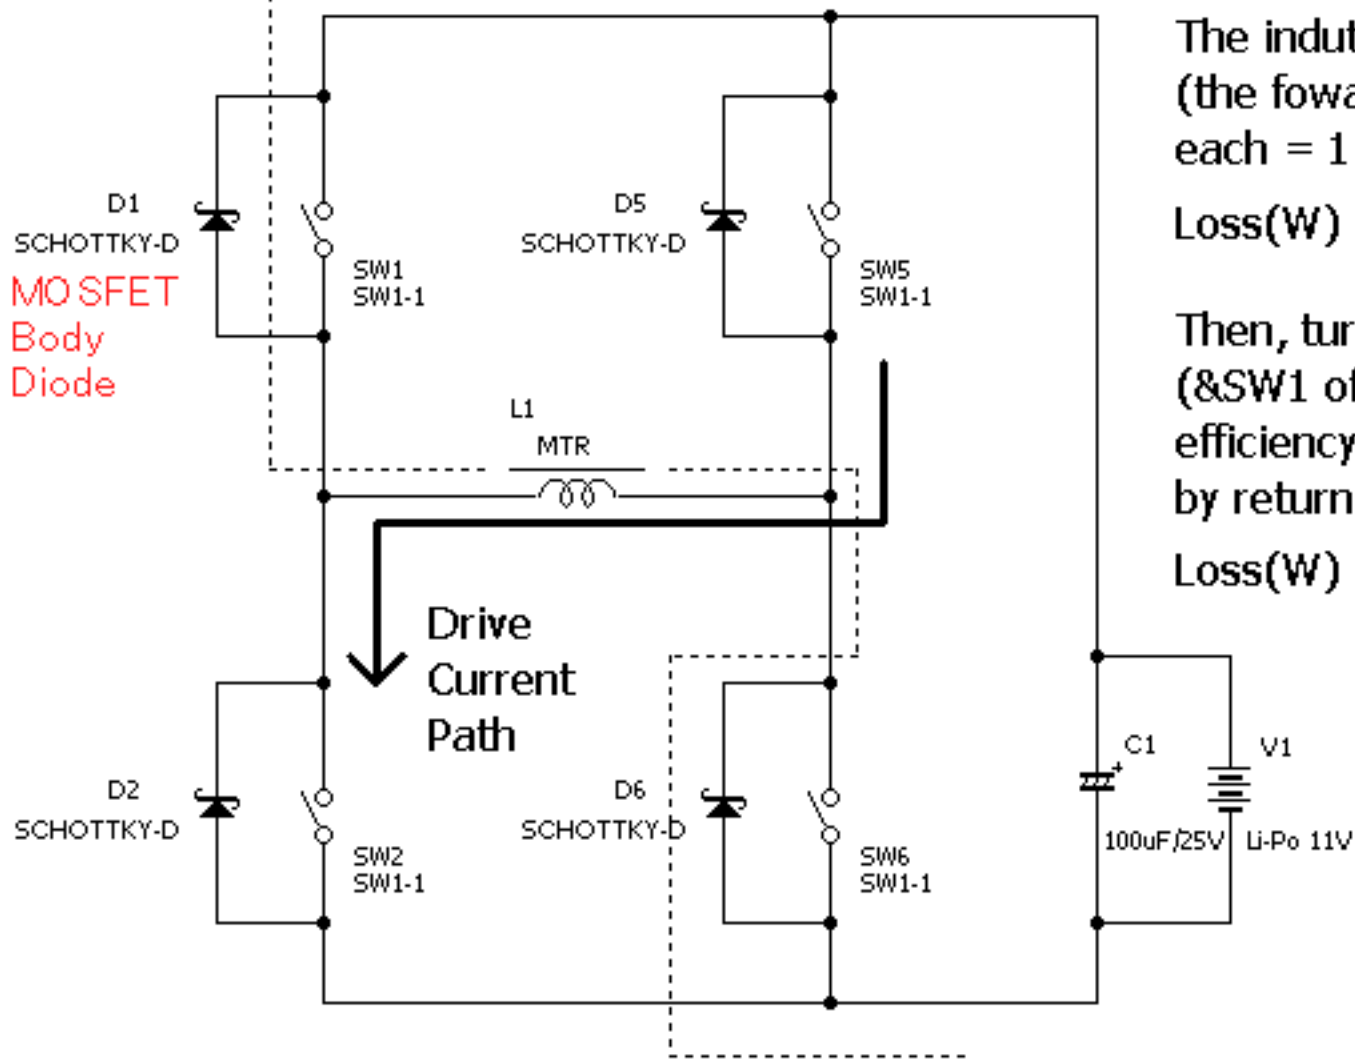 D1
SCHOTTKY-D
MOSFET
Body
Diode
SW1
SW1-1
D5
SCHOTTKY-D
SW5
SW1-1
L1
MTR
Drive
Current
Path
D2
SCHOTTKY-D
SW2
SW1-1
D6
SCHOTTKY-D
SW6
SW1-1
C1
+
100uF/25V
V1
Li-Po 11V
The indut
(the fowa
each = 1
Loss(W)
Then, tur
(&SW1 of
efficiency
by return
Loss(W)